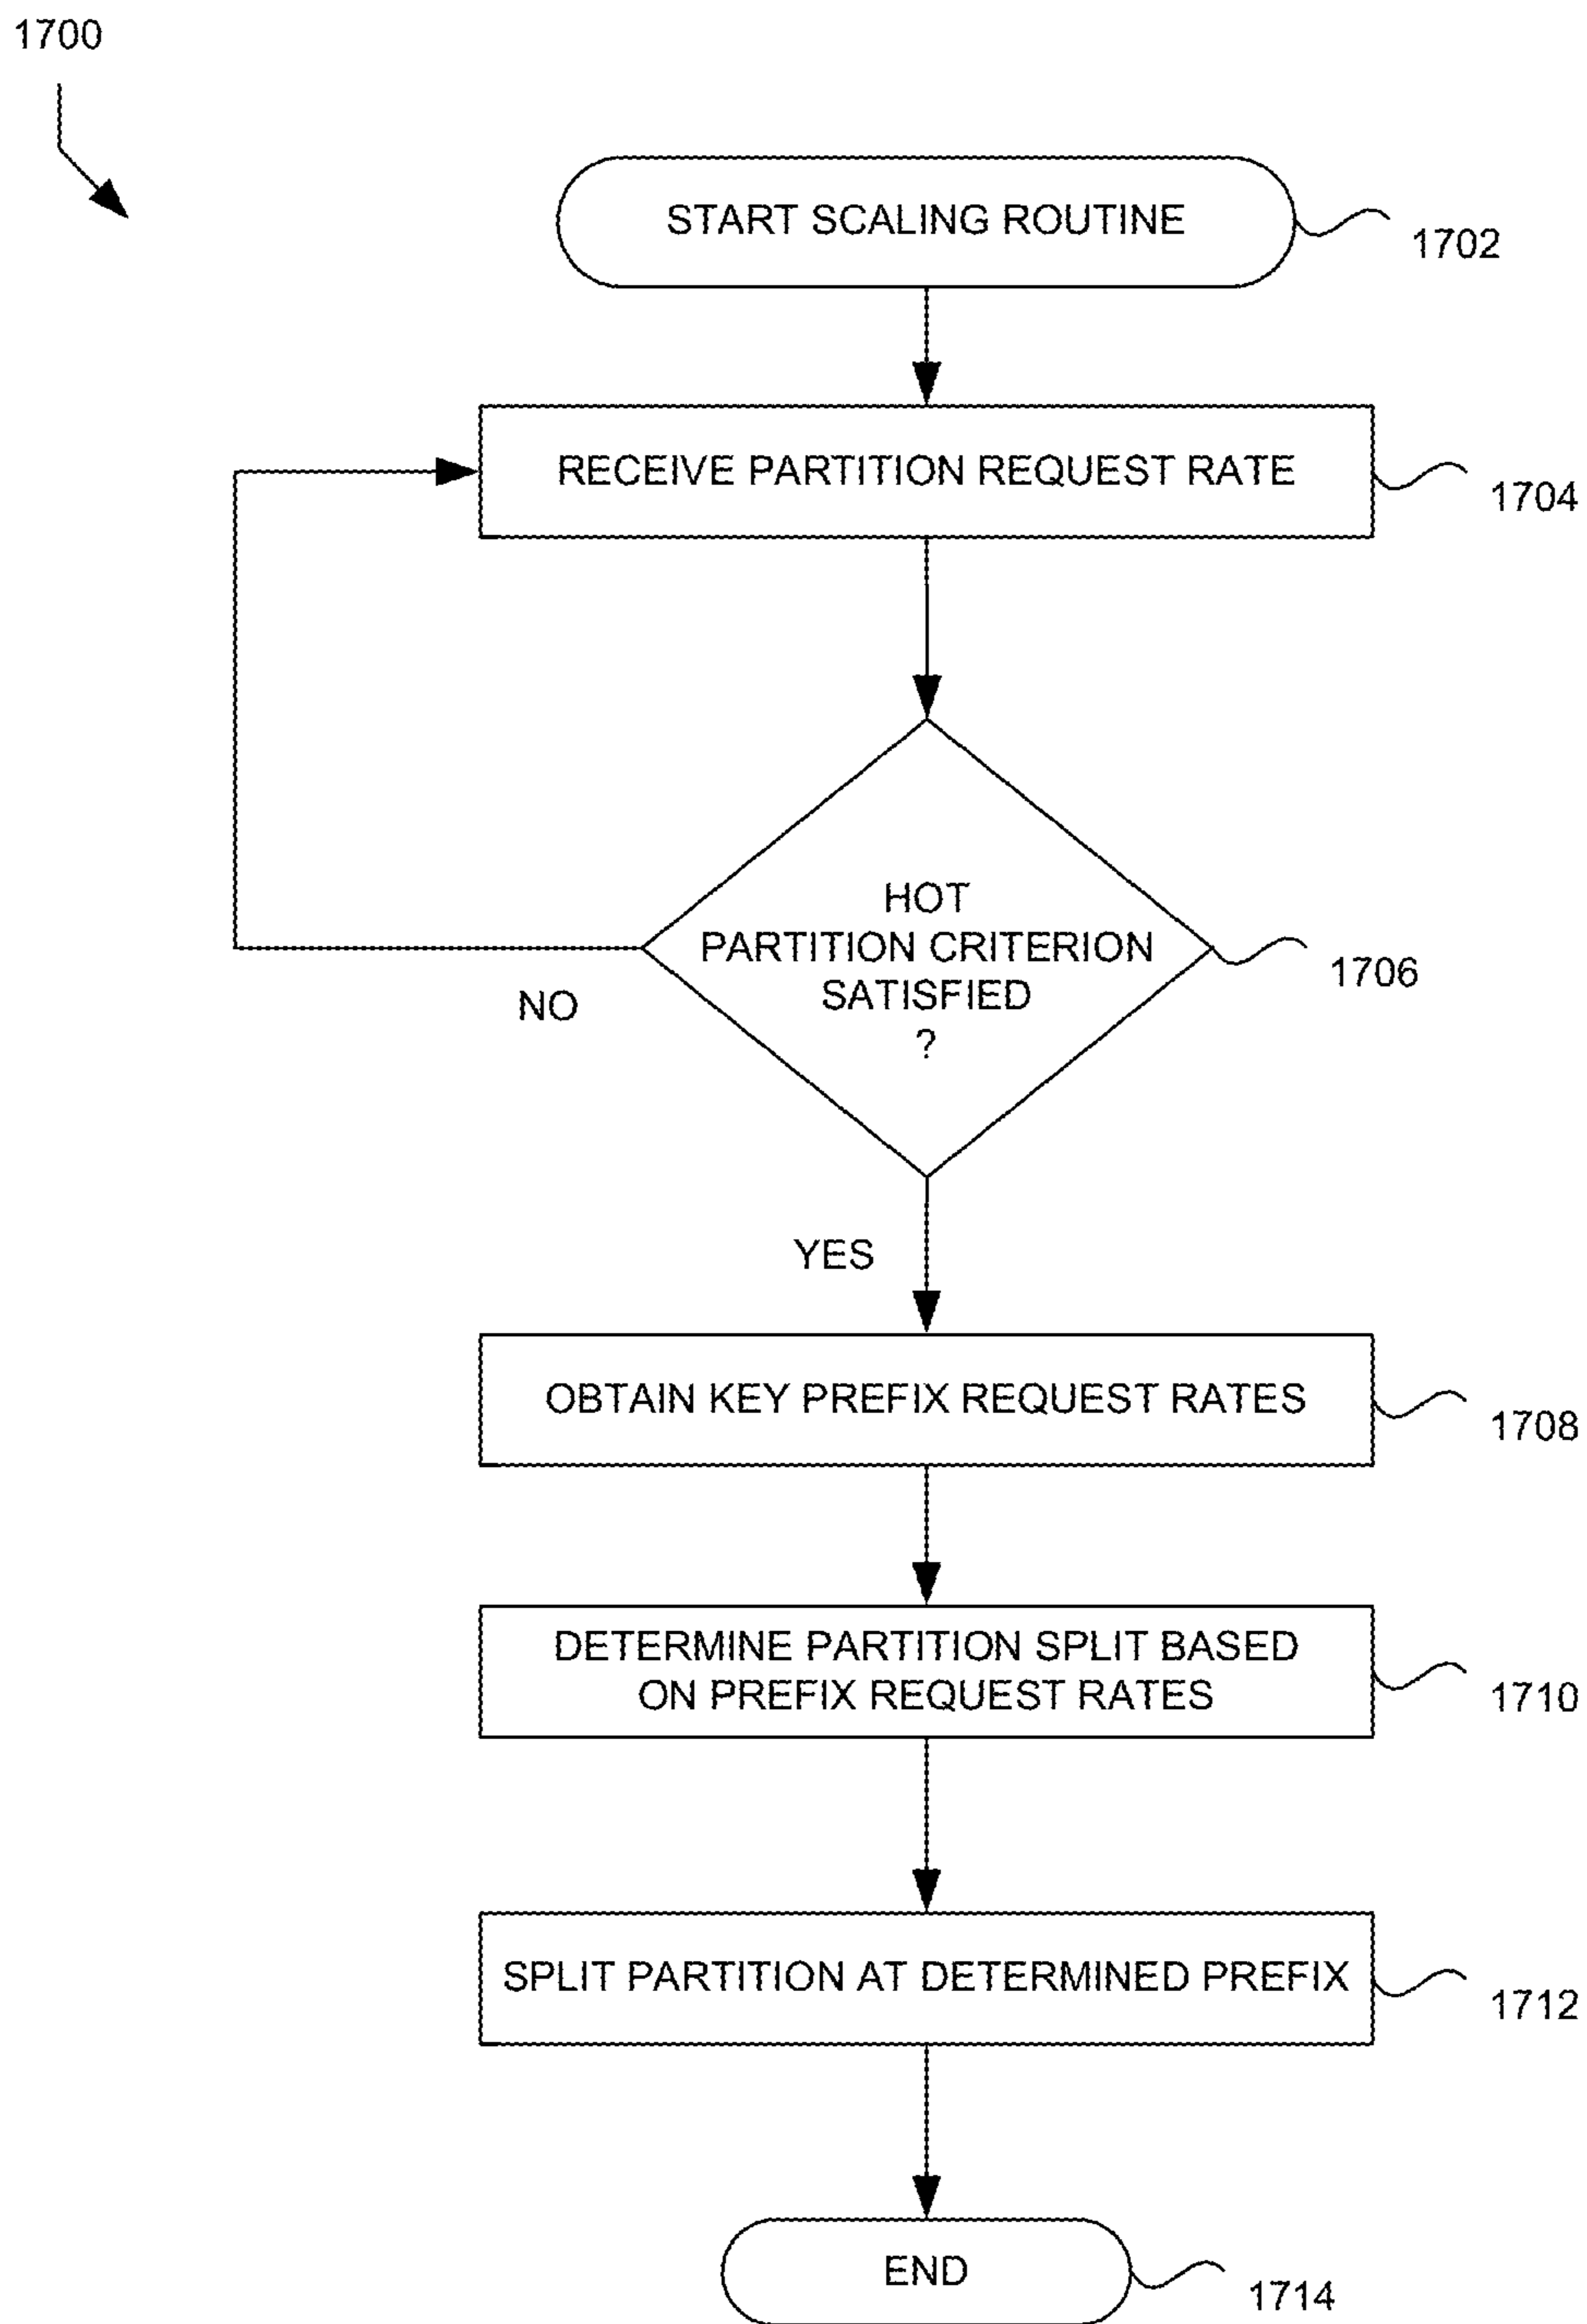 1700
START SCALING ROUTINE
1702
RECEIVE PARTITION REQUEST RATE
1704
HOT
PARTITION CRITERION
SATISFIED
?
1706
NO
YES
OBTAIN KEY PREFIX REQUEST RATES
1708
DETERMINE PARTITION SPLIT BASED
ON PREFIX REQUEST RATES
1710
SPLIT PARTITION AT DETERMINED PREFIX
1712
END
1714